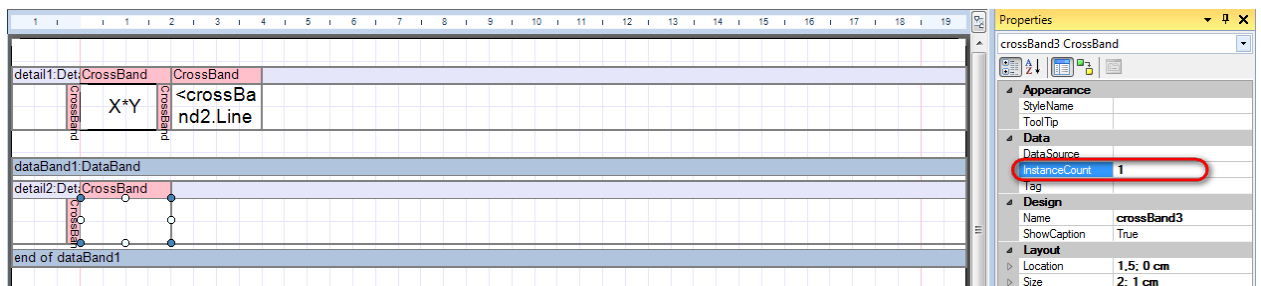 1 1 1 2 3 4 5 6 7 8 9 10 11 12 13 14 15 16 17 18 19
detail1:Det CrossBand CrossBand
CrossBand X*Y CrossBand <crossBa
nd2.Line
dataBand1:DataBand
detail2:Det CrossBand
CrossBan
end of dataBand1
Properties
crossBand3 CrossBand
Appearance
StyleName
ToolTip
Data
DataSource
InstanceCount 1
Tag
Design
Name crossBand3
ShowCaption True
Layout
Location 1,5; 0 cm
Size 2; 1 cm